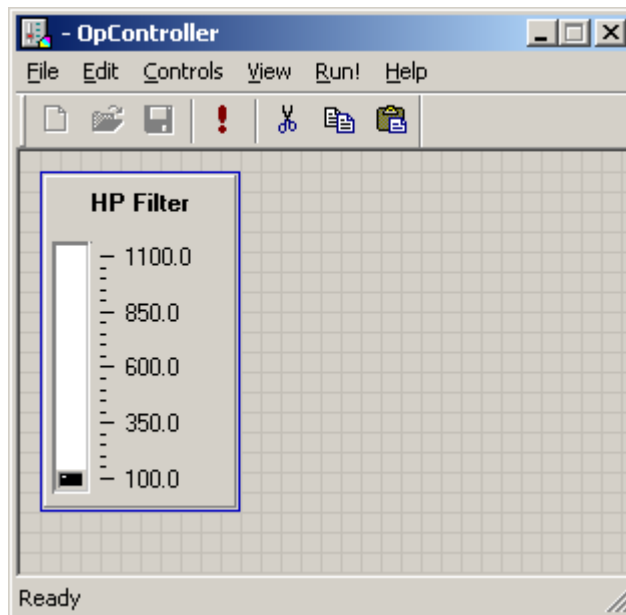 - OpController
File Edit Controls View Run! Help
HP Filter
1100.0
850.0
600.0
350.0
100.0
Ready